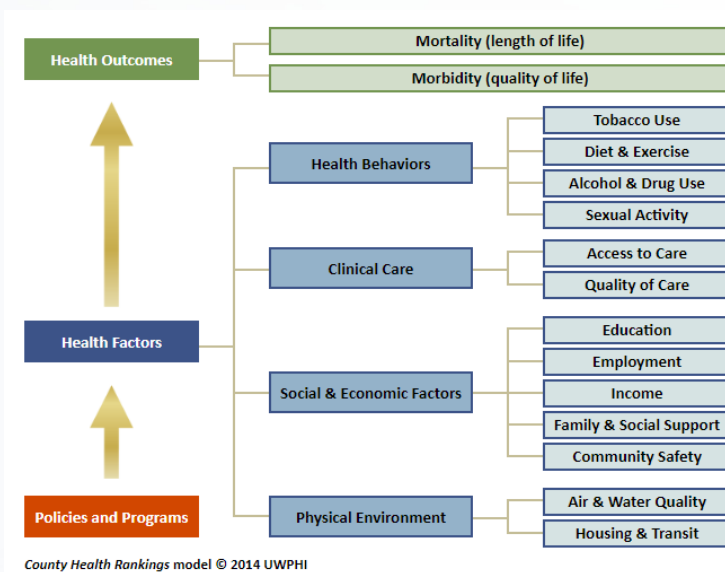 Health Outcomes
Mortality (length of life)
Morbidity (quality of life)
Health Behaviors
Tobacco Use
Diet & Exercise
Alcohol & Drug Use
Sexual Activity
Clinical Care
Access to Care
Quality of Care
Health Factors
Social & Economic Factors
Education
Employment
Income
Family & Social Support
Community Safety
Policies and Programs
Physical Environment
Air & Water Quality
Housing & Transit
County Health Rankings model © 2014 UWPHI